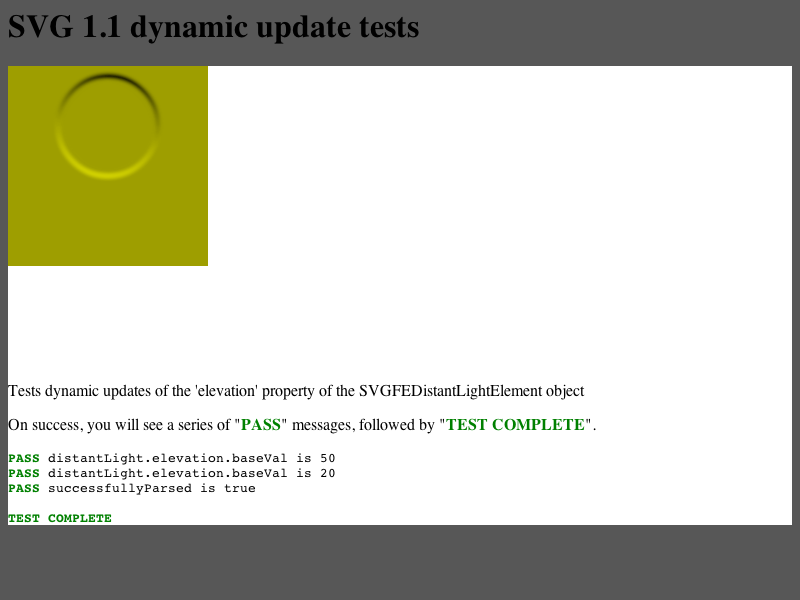 SVG 1.1 dynamic update tests
Tests dynamic updates of the 'elevation' property of the SVGFEDistantLightElement object
On success, you will see a series of "PASS" messages, followed by "TEST COMPLETE".
PASS distantLight.elevation.baseVal is 50
PASS distantLight.elevation.baseVal is 20
PASS successfullyParsed is true
TEST COMPLETE